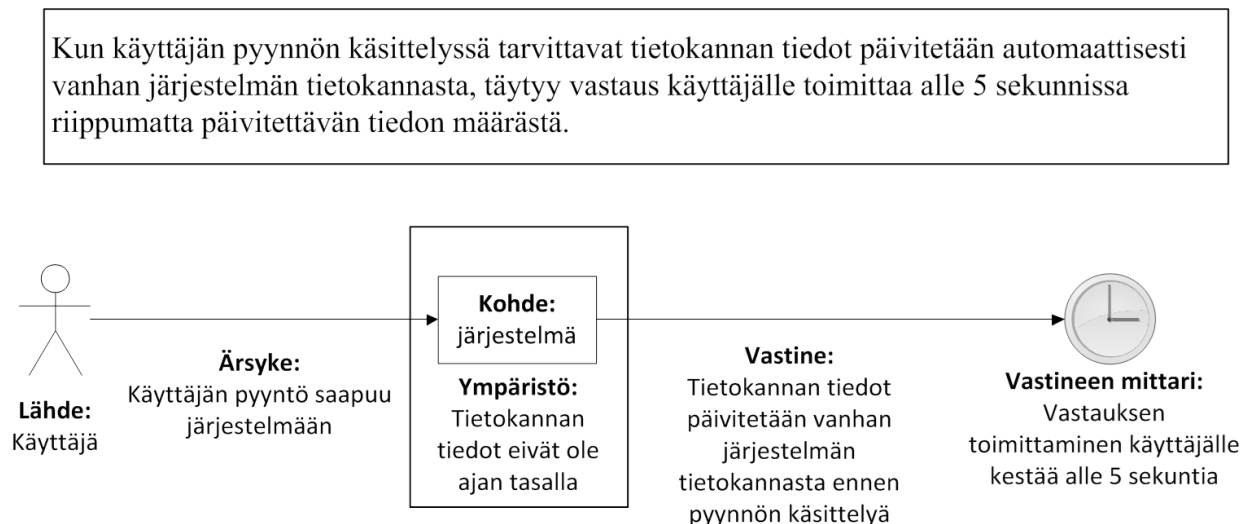 Kun käyttäjän pyynnön käsittelyssä tarvittavat tietokannan tiedot päivitetään automaattisesti
vanhan järjestelmän tietokannasta, täytyy vastaus käyttäjälle toimittaa alle 5 sekunnissa
riippumatta päivitettävän tiedon määrästä.
Lähde:
Käyttäjä
Ärsyke:
Käyttäjän pyyntö saapuu
järjestelmään
Kohde:
järjestelmä
Ympäristö:
Tietokannan
tiedot eivät ole
ajan tasalla
Vastine:
Tietokannan tiedot
päivitetään vanhan
järjestelmän
tietokannasta ennen
pyynnön käsittelyä
Vastineen mittari:
Vastauksen
toimittaminen käyttäjälle
kestää alle 5 sekuntia